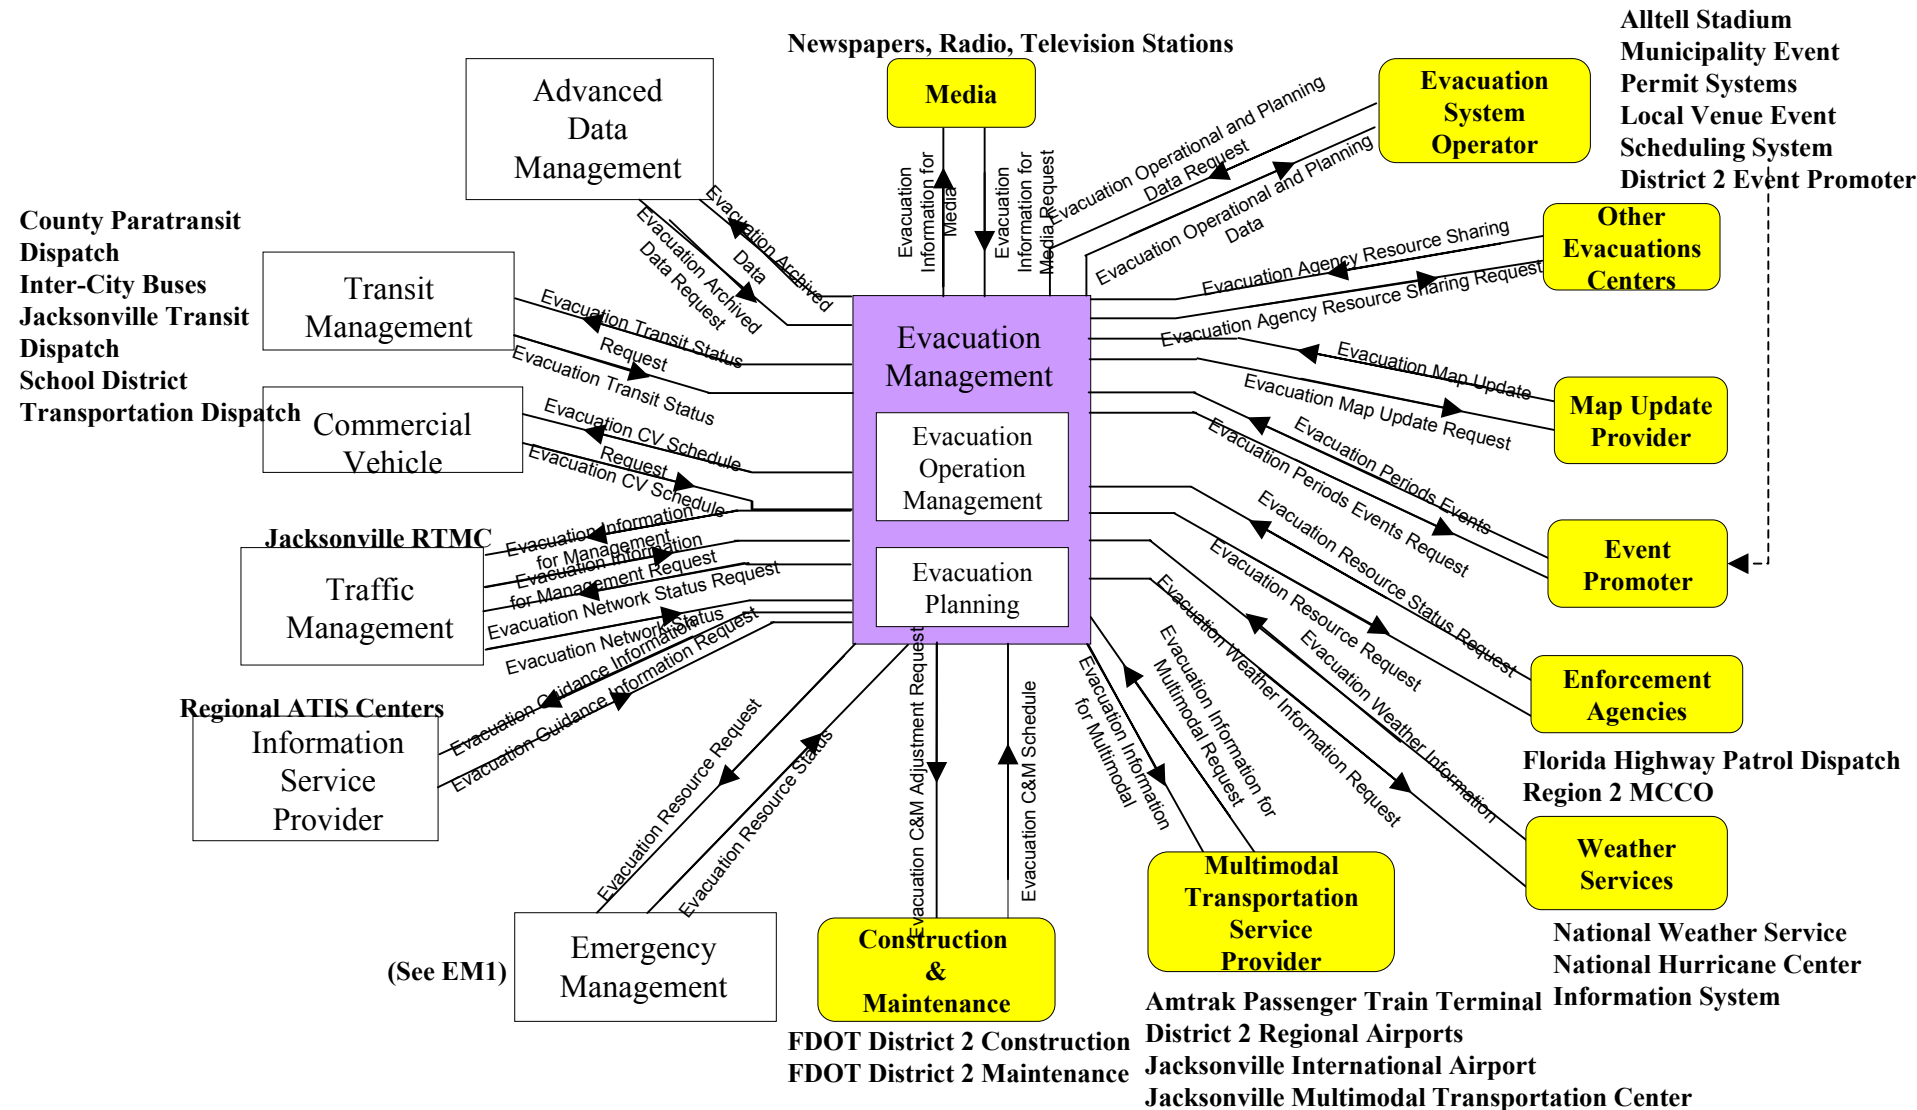 Newspapers, Radio, Television Stations
Media
Evacuation
System
Operator
Alltell Stadium
Municipality Event
Permit Systems
Local Venue Event
Scheduling System
District 2 Event Promoter
Advanced
Data
Management
Evacuation Archived
Data
Evacuation Archived
Data Request
Evacuation
Information for
Media
Evacuation
Information for
Media Request
Evacuation Operational and Planning
Data Request
Evacuation Operational and Planning
Data
Other
Evacuations
Centers
Evacuation Agency Resource Sharing
Evacuation Agency Resource Sharing Request
County Paratransit
Dispatch
Inter-City Buses
Jacksonville Transit
Dispatch
School District
Transportation Dispatch
Transit
Management
Evacuation Transit Status
Request
Evacuation Transit Status
Evacuation
Management
Evacuation
Operation
Management
Evacuation
Planning
Evacuation Map Update
Evacuation Map Update Request
Map Update
Provider
Commercial
Vehicle
Evacuation CV Schedule
Request
Evacuation CV Schedule
Evacuation Periods Events
Evacuation Periods Events Request
Event
Promoter
Jacksonville RTMC
Traffic
Management
Evacuation Information
for Management
Evacuation Information
for Management Request
Evacuation Network Status Request
Evacuation Network Status
Evacuation Resource Status Request
Evacuation Resource Request
Enforcement
Agencies
Florida Highway Patrol Dispatch
Region 2 MCCO
Regional ATIS Centers
Information
Service
Provider
Evacuation Guidance Information
Evacuation Guidance Information Request
Evacuation Weather Information
Evacuation Weather Information Request
Weather
Services
National Weather Service
National Hurricane Center
Information System
Evacuation Resource Request
Evacuation Resource Status
(See EM1)
Emergency
Management
Evacuation C&M Adjustment Request
Evacuation C&M Schedule
Construction
&
Maintenance
FDOT District 2 Construction
FDOT District 2 Maintenance
Evacuation Information
for Multimodal
Evacuation Information for
Multimodal Request
Multimodal
Transportation
Service
Provider
Amtrak Passenger Train Terminal
District 2 Regional Airports
Jacksonville International Airport
Jacksonville Multimodal Transportation Center